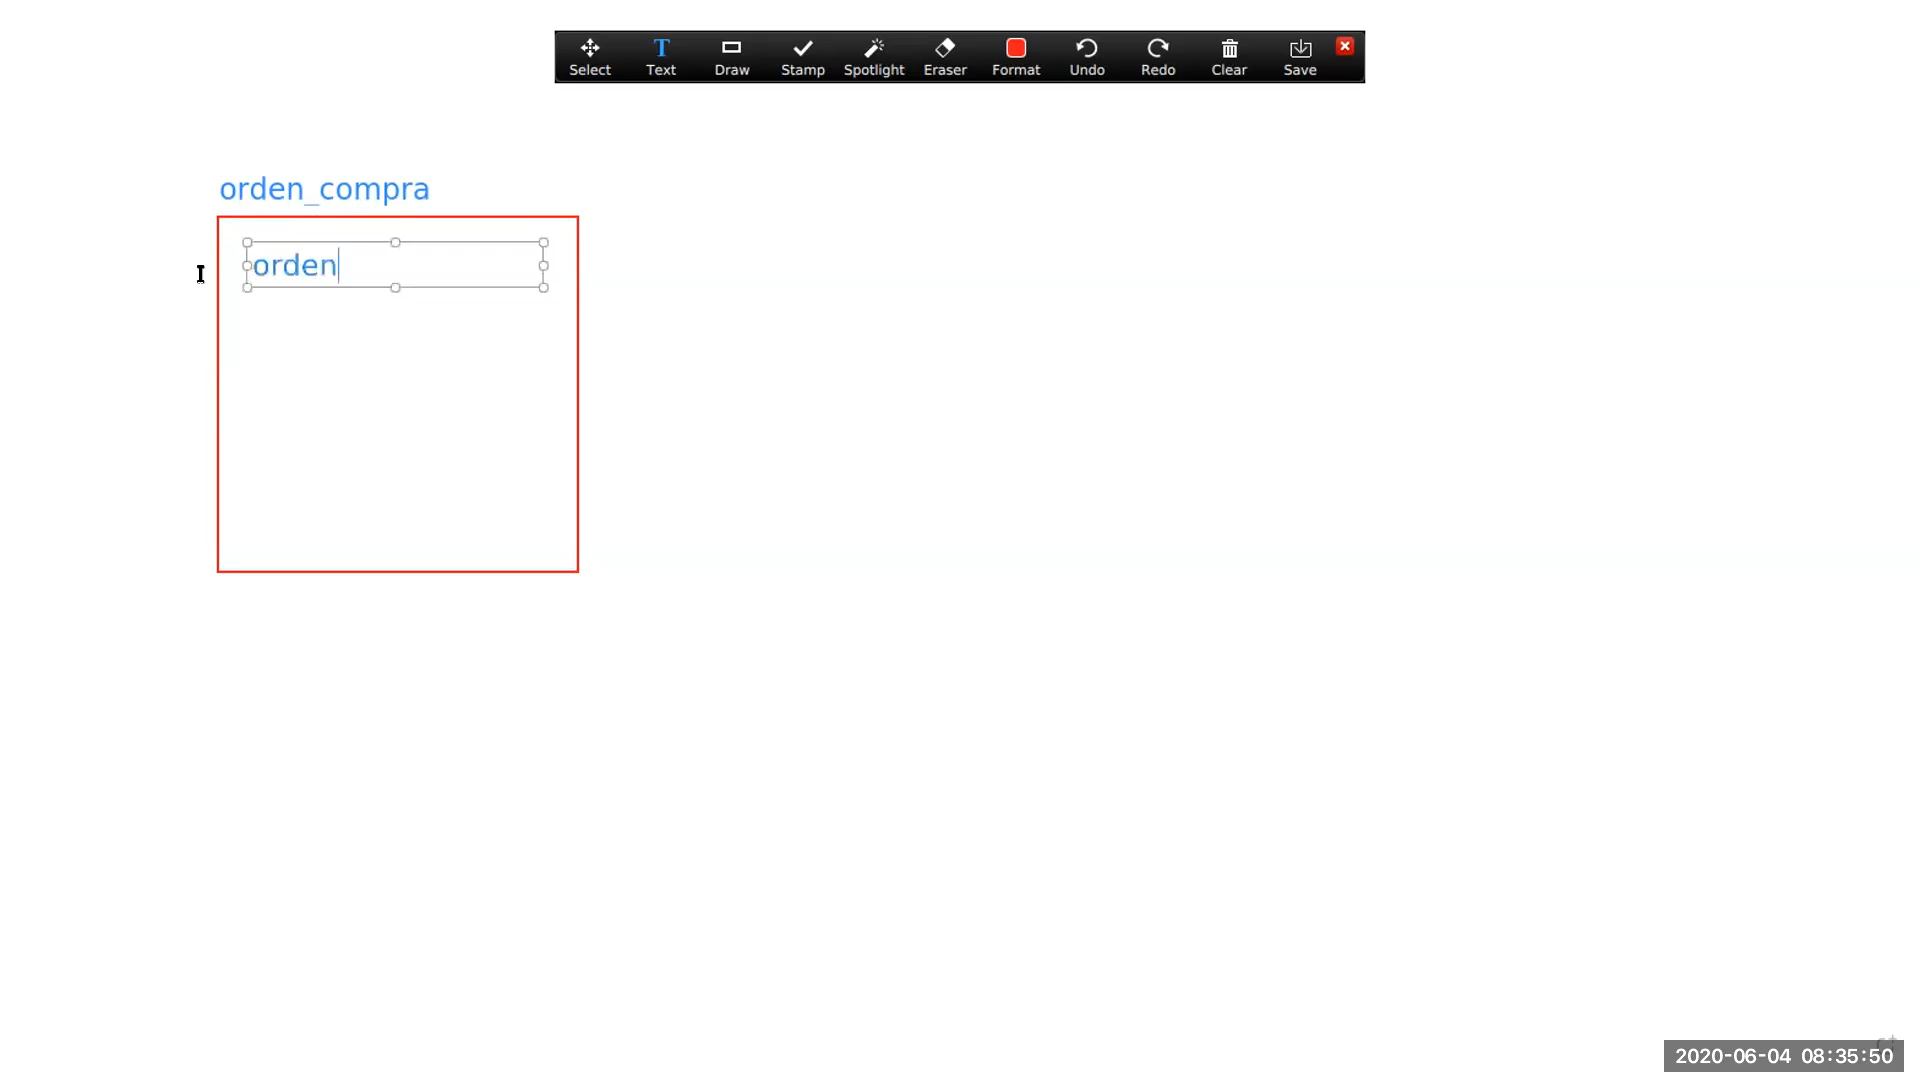 Select Text Draw Stamp Spotlight Eraser Format Undo Redo Clear Save
orden_compra
orden
2020-06-04 08:35:50